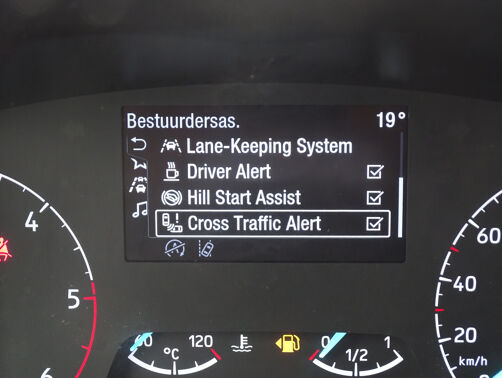 Bestuurdersas. 19°
Lane-Keeping System
Driver Alert
Hill Start Assist
Cross Traffic Alert
4
5
6
60
40
20
km/h
60 120
°C
0 1/2 1